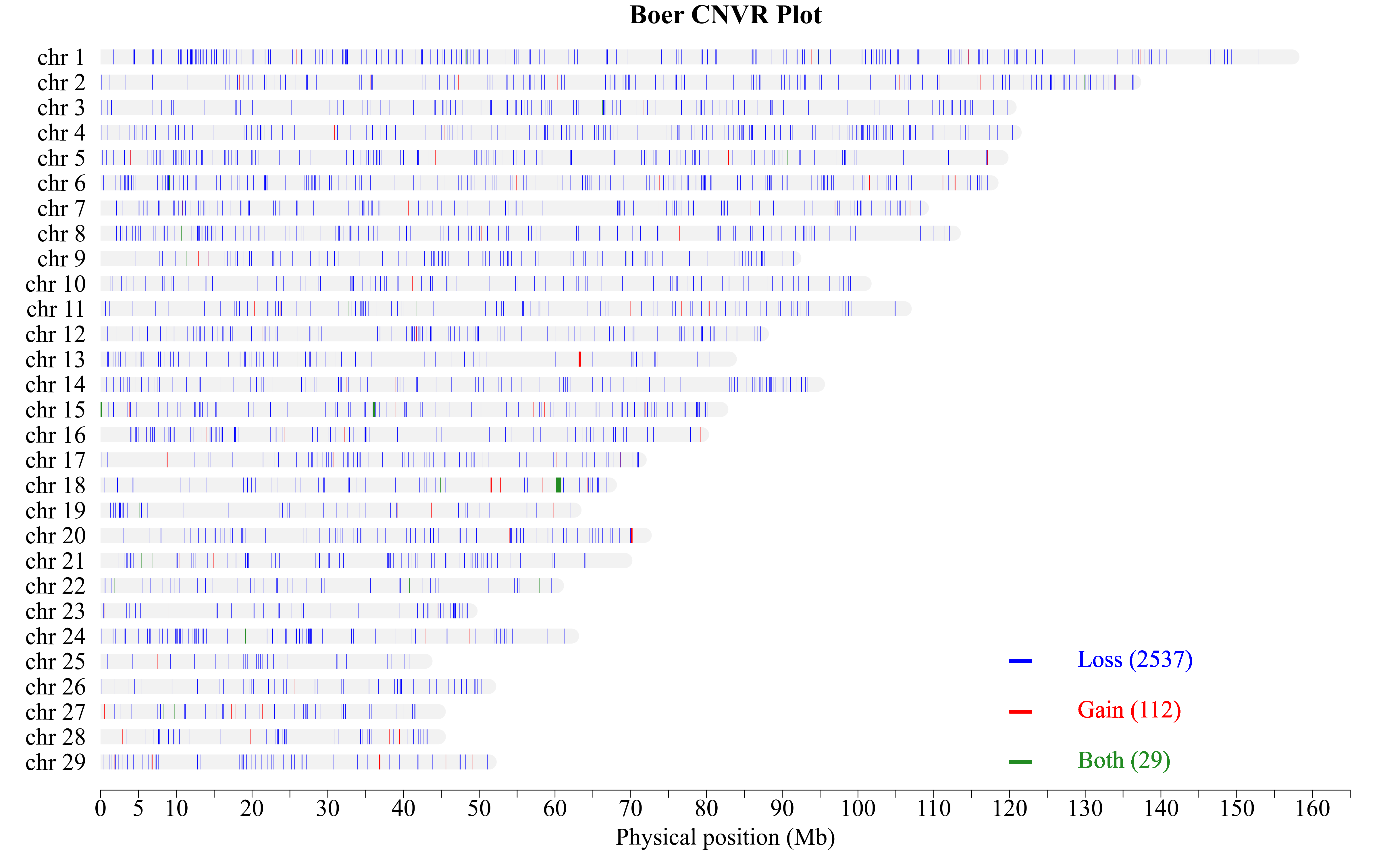 Boer CNVR Plot
chr 1
chr 2
chr 3
chr 4
chr 5
chr 6
chr 7
chr 8
chr 9
chr 10
chr 11
chr 12
chr 13
chr 14
chr 15
chr 16
chr 17
chr 18
chr 19
chr 20
chr 21
chr 22
chr 23
chr 24
chr 25
chr 26
chr 27
chr 28
chr 29
Loss (2537)
Gain (112)
Both (29)
0 5 10 20 30 40 50 60 70 80 90 100 110 120 130 140 150 160
Physical position (Mb)